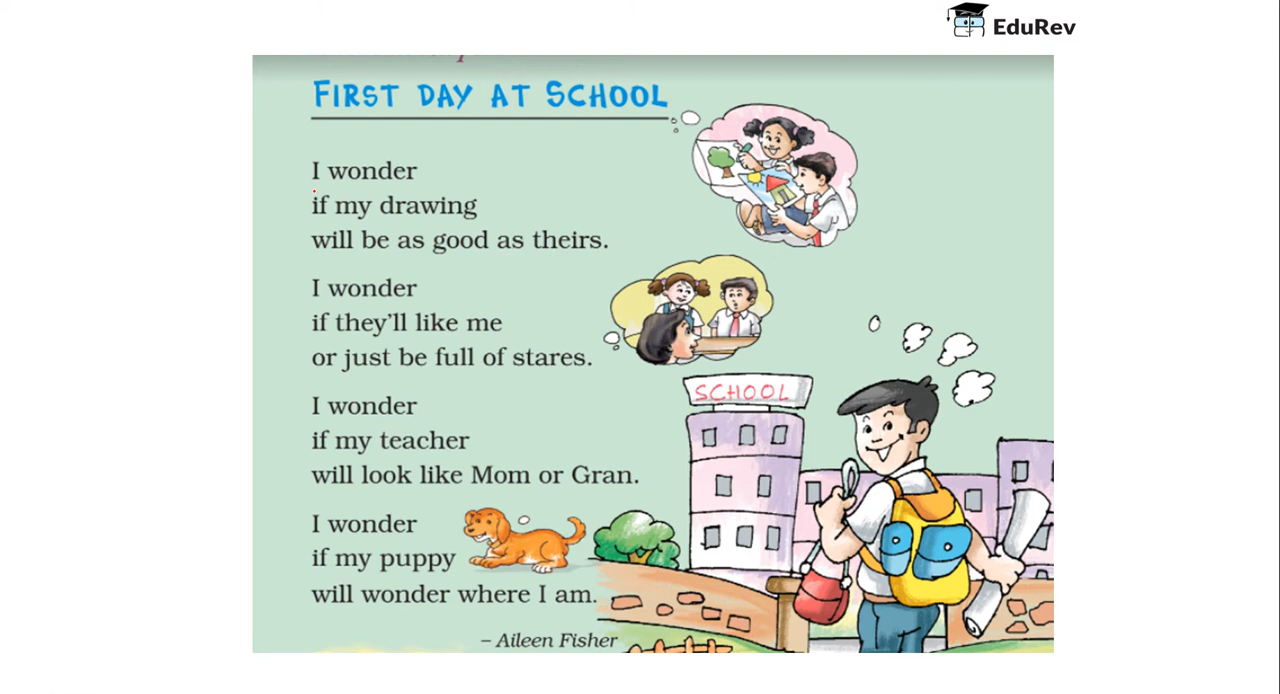 EduRev
FIRST DAY AT SCHOOL
I wonder
if my drawing
will be as good as theirs.
I wonder
if they'll like me
or just be full of stares.
I wonder
if my teacher
will look like Mom or Gran.
I wonder
if my puppy
will wonder where I am.
– Aileen Fisher
SCHOOL